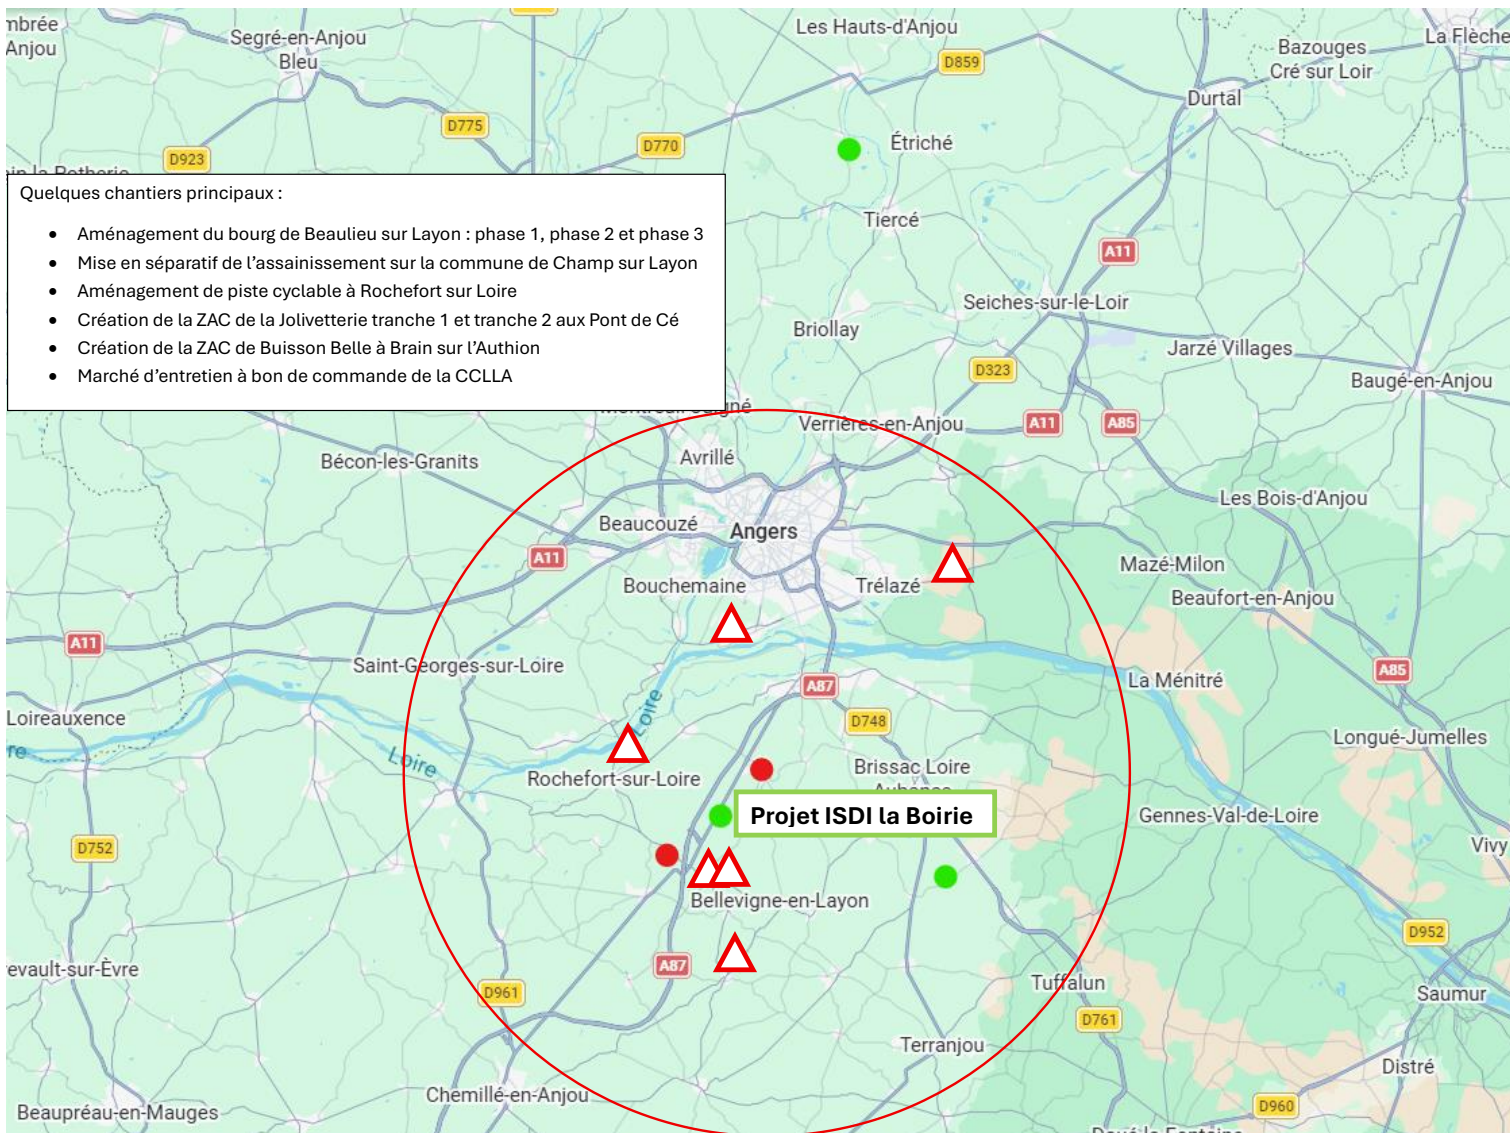 mbrée
Anjou
Segré-en-Anjou
Bleu
Les Hauts-d'Anjou
Bazouges
Cré sur Loir
La Flèche
D859
Durtal
D775
D770
D923
Étriché
Tiercé
Quelques chantiers principaux :
• Aménagement du bourg de Beaulieu sur Layon : phase 1, phase 2 et phase 3
• Mise en séparatif de l'assainissement sur la commune de Champ sur Layon
• Aménagement de piste cyclable à Rochefort sur Loire
• Création de la ZAC de la Jolivetterie tranche 1 et tranche 2 aux Pont de Cé
• Création de la ZAC de Buisson Belle à Brain sur l'Authion
• Marché d'entretien à bon de commande de la CCLLA
A11
Seiches-sur-le-Loir
Briollay
Jarzé Villages
D323
Baugé-en-Anjou
Verrières-en-Anjou
A11
A85
Avrillé
Bécon-les-Granits
Les Bois-d'Anjou
Beaucouzé
Angers
A11
Mazé-Milon
Bouchemaine
Trélazé
Beaufort-en-Anjou
A11
Saint-Georges-sur-Loire
A85
La Ménitré
A87
Loire
Loireauxence
D748
Longué-Jumelles
re
Loire
Rochefort-sur-Loire
Brissac Loire
Aubance
Projet ISDI la Boirie
Gennes-Val-de-Loire
D752
Vivy
Bellevigne-en-Layon
D952
evault-sur-Èvre
A87
Tuffalun
D961
Saumur
D761
Terranjou
Distré
Chemillé-en-Anjou
Beaupréau-en-Mauges
D960